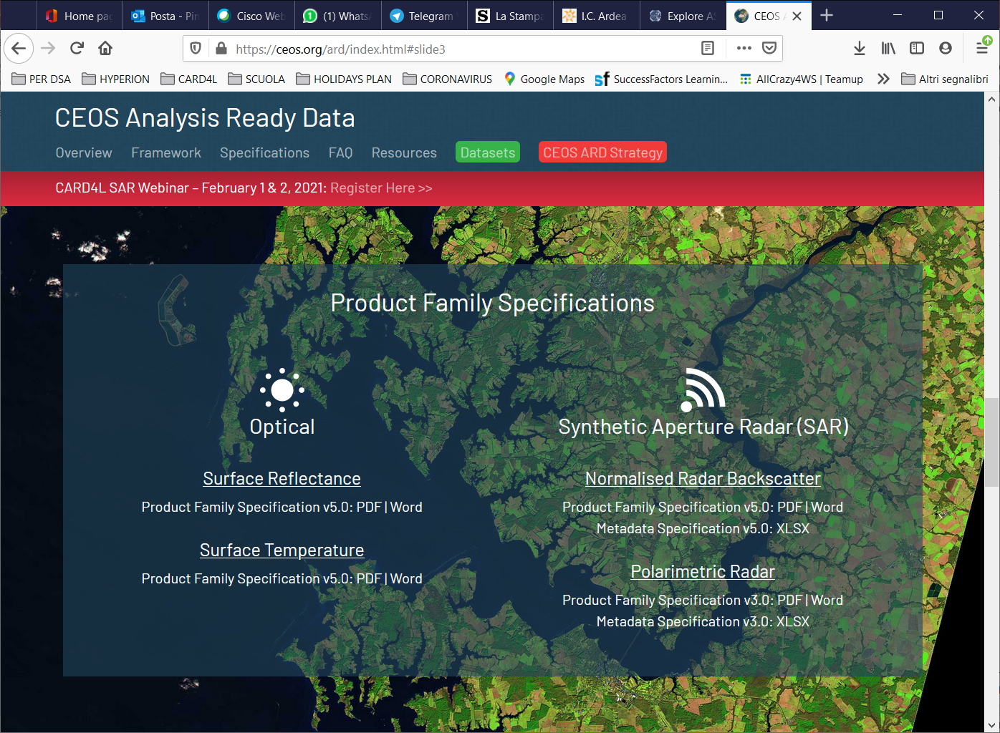 Home pag
Posta - Pin
Cisco Web
(1) Whats
Telegram
La Stampa
I.C. Ardea
Explore AS
CEOS A
https://ceos.org/ard/index.html#slide3
PER DSA
HYPERION
CARD4L
SCUOLA
HOLIDAYS PLAN
CORONAVIRUS
Google Maps
SuccessFactors Learnin...
AllCrazy4WS | Teamup
Altri segnalibri
CEOS Analysis Ready Data
Overview Framework Specifications FAQ Resources Datasets CEOS ARD Strategy
CARD4L SAR Webinar – February 1 & 2, 2021: Register Here >>
Product Family Specifications
Optical
Surface Reflectance
Product Family Specification v5.0: PDF | Word
Surface Temperature
Product Family Specification v5.0: PDF | Word
Synthetic Aperture Radar (SAR)
Normalised Radar Backscatter
Product Family Specification v5.0: PDF | Word
Metadata Specification v5.0: XLSX
Polarimetric Radar
Product Family Specification v3.0: PDF | Word
Metadata Specification v3.0: XLSX